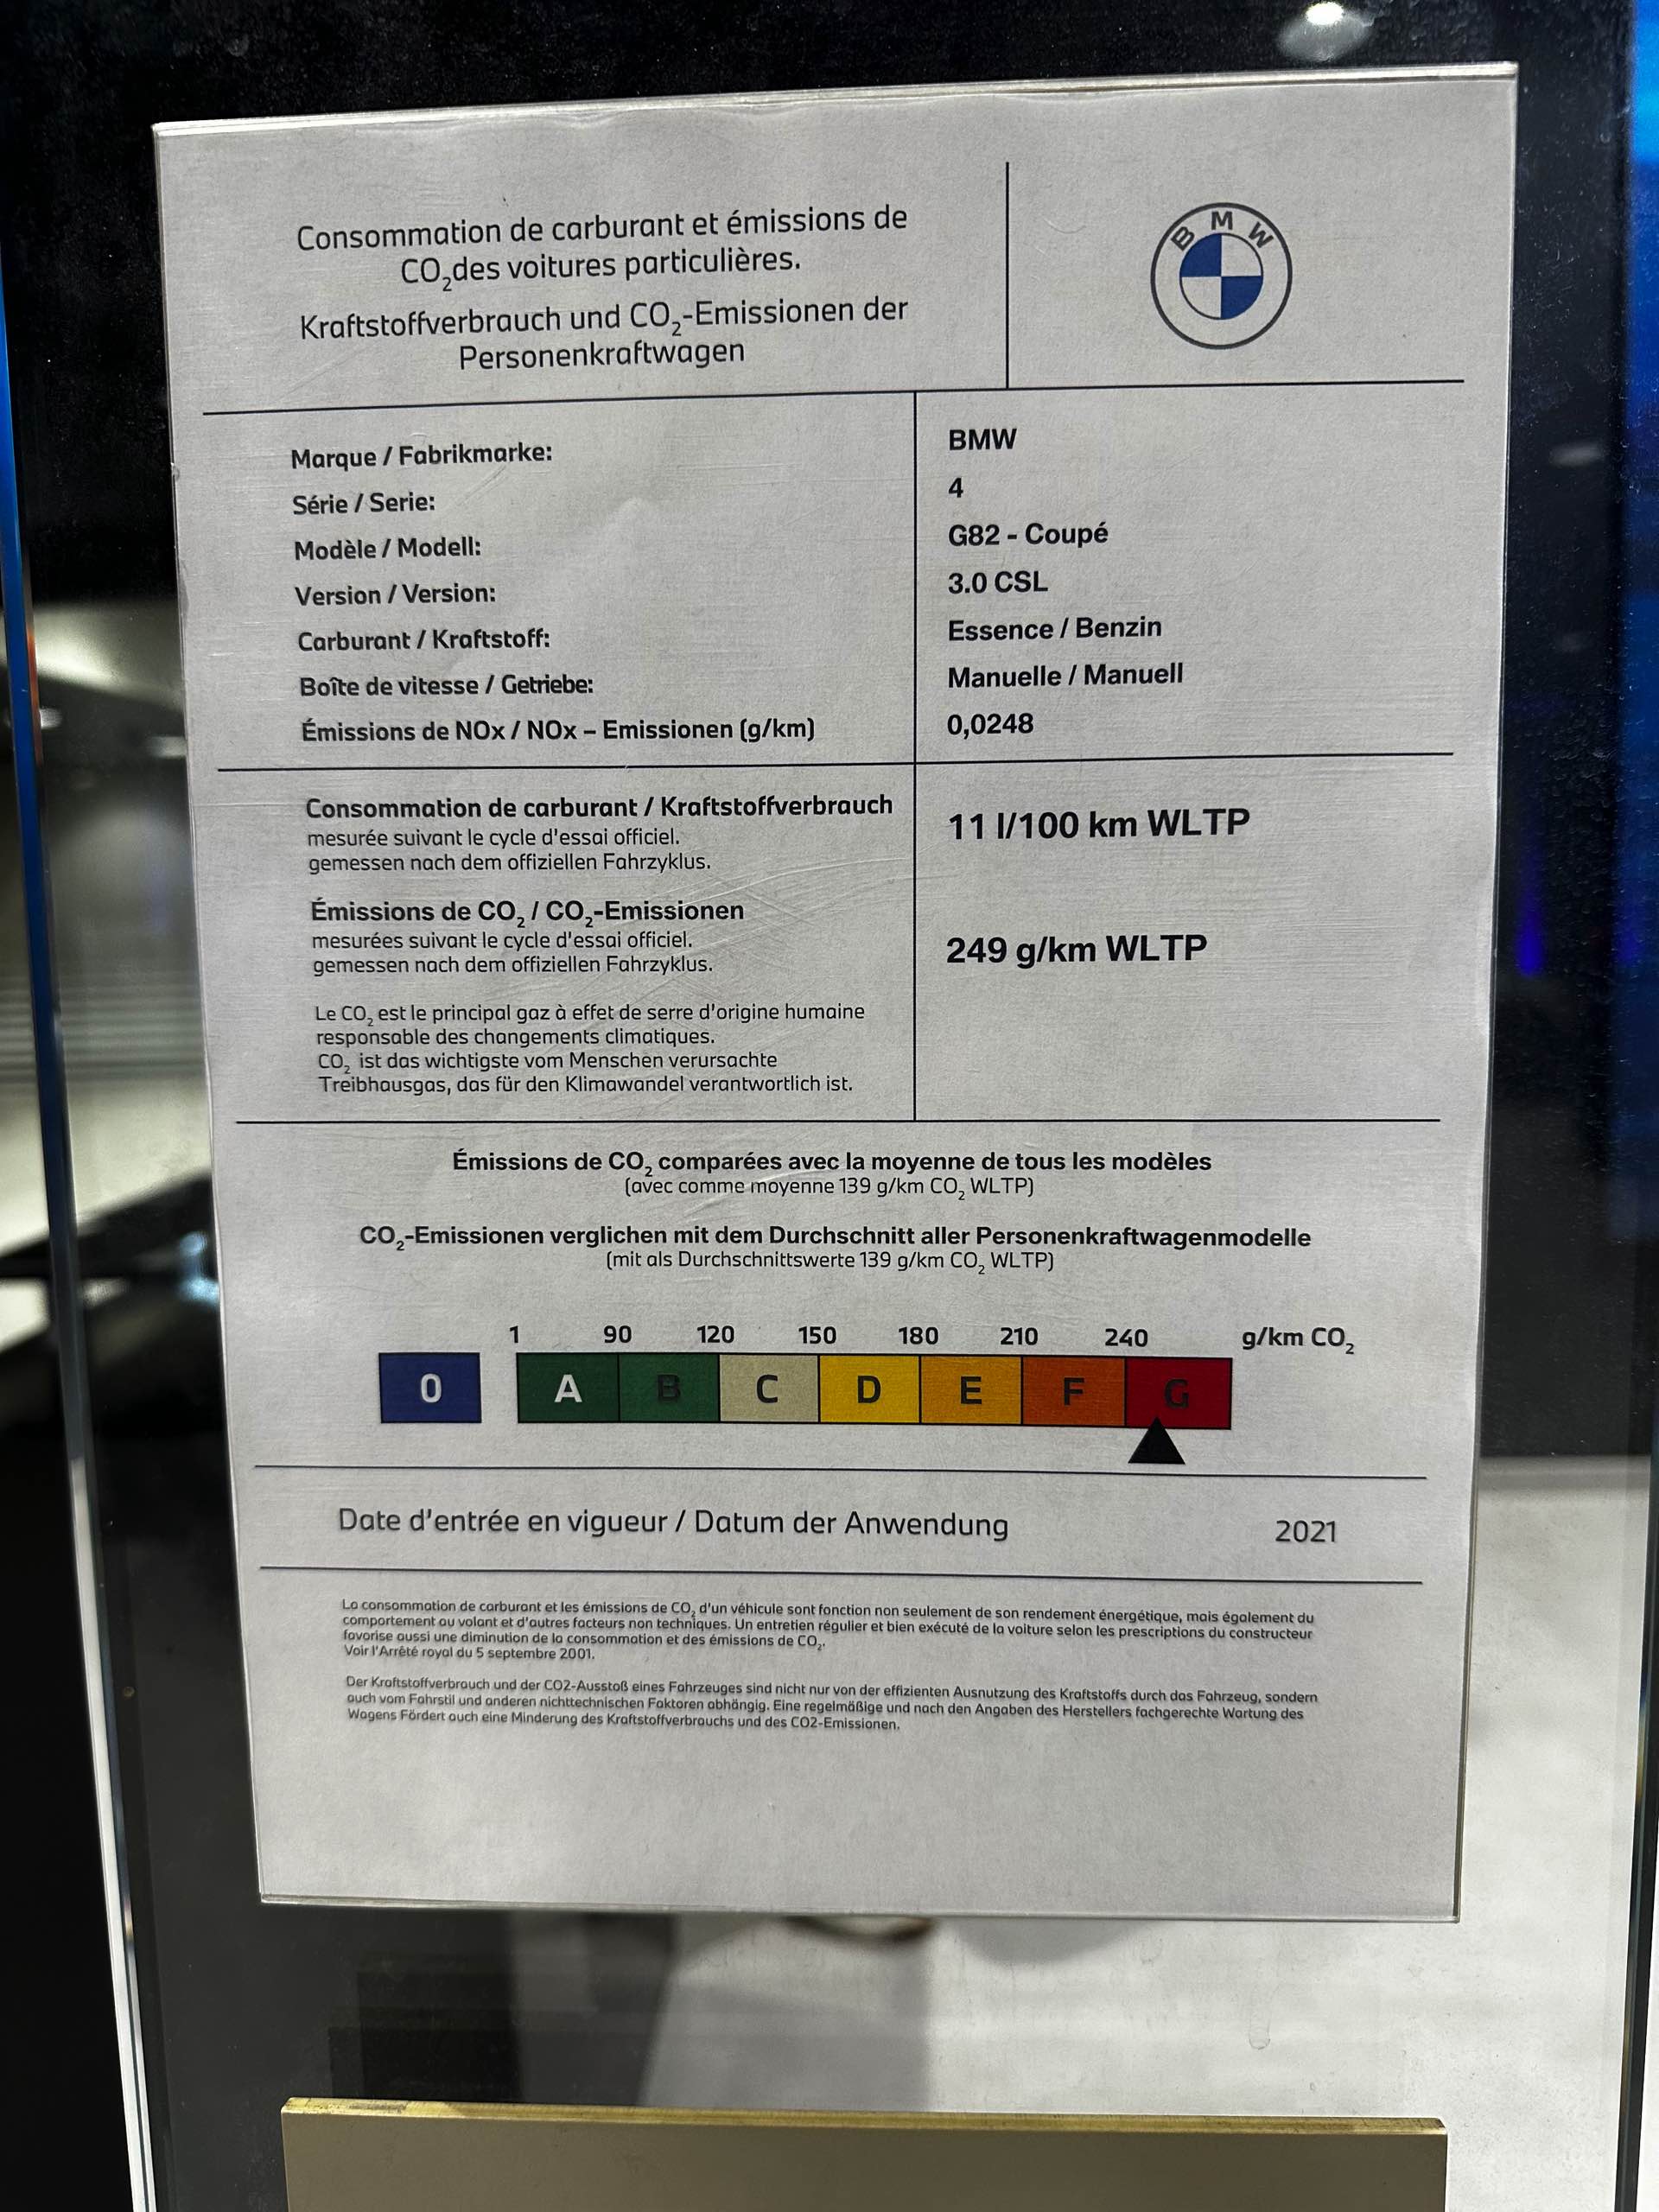 Consommation de carburant et émissions de
CO₂des voitures particulières.
Kraftstoffverbrauch und CO₂-Emissionen der
Personenkraftwagen
BMW
Marque / Fabrikmarke: BMW
Série / Serie: 4
Modèle / Modell: G82 - Coupé
Version / Version: 3.0 CSL
Carburant / Kraftstoff: Essence / Benzin
Boîte de vitesse / Getriebe: Manuelle / Manuell
Émissions de NOx / NOx – Emissionen (g/km) 0,0248
Consommation de carburant / Kraftstoffverbrauch 11 l/100 km WLTP
mesurée suivant le cycle d'essai officiel.
gemessen nach dem offiziellen Fahrzyklus.
Émissions de CO₂ / CO₂-Emissionen 249 g/km WLTP
mesurées suivant le cycle d'essai officiel.
gemessen nach dem offiziellen Fahrzyklus.
Le CO₂ est le principal gaz à effet de serre d'origine humaine
responsable des changements climatiques.
CO₂ ist das wichtigste vom Menschen verursachte
Treibhausgas, das für den Klimawandel verantwortlich ist.
Émissions de CO₂ comparées avec la moyenne de tous les modèles
(avec comme moyenne 139 g/km CO₂ WLTP)
CO₂-Emissionen verglichen mit dem Durchschnitt aller Personenkraftwagenmodelle
(mit als Durchschnittswerte 139 g/km CO₂ WLTP)
1 90 120 150 180 210 240 g/km CO₂
0 A B C D E F G
Date d'entrée en vigueur / Datum der Anwendung 2021
La consommation de carburant et les émissions de CO₂ d'un véhicule sont fonction non seulement de son rendement énergétique, mais également du
comportement au volant et d'autres facteurs non techniques. Un entretien régulier et bien exécuté de la voiture selon les prescriptions du constructeur
favorise aussi une diminution de la consommation et des émissions de CO₂.
Voir l'Arrêté royal du 5 septembre 2001.
Der Kraftstoffverbrauch und der CO2-Ausstoß eines Fahrzeuges sind nicht nur von der effizienten Ausnutzung des Kraftstoffs durch das Fahrzeug, sondern
auch vom Fahrstil und anderen nichttechnischen Faktoren abhängig. Eine regelmäßige und nach den Angaben des Herstellers fachgerechte Wartung des
Wagens Fördert auch eine Minderung des Kraftstoffverbrauchs und des CO2-Emissionen.